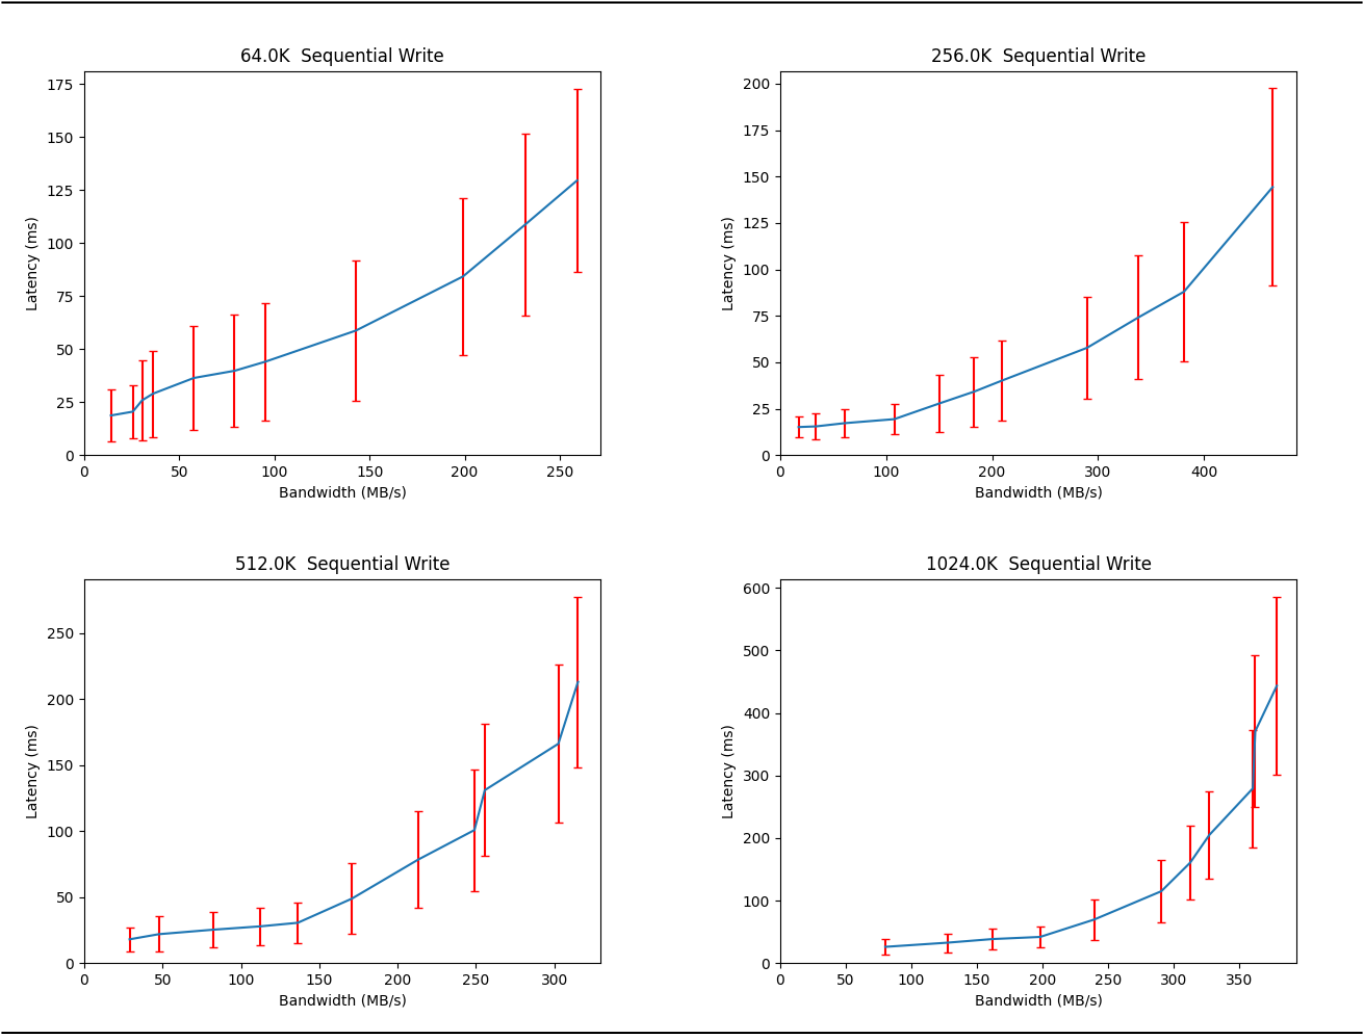 64.0K  Sequential Write
175
150
125
100
75
50
25
0
Latency (ms)
0 50 100 150 200 250
Bandwidth (MB/s)
256.0K  Sequential Write
200
175
150
125
100
75
50
25
0
Latency (ms)
0 100 200 300 400
Bandwidth (MB/s)
512.0K  Sequential Write
250
200
150
100
50
0
Latency (ms)
0 50 100 150 200 250 300
Bandwidth (MB/s)
1024.0K  Sequential Write
600
500
400
300
200
100
0
Latency (ms)
0 50 100 150 200 250 300 350
Bandwidth (MB/s)